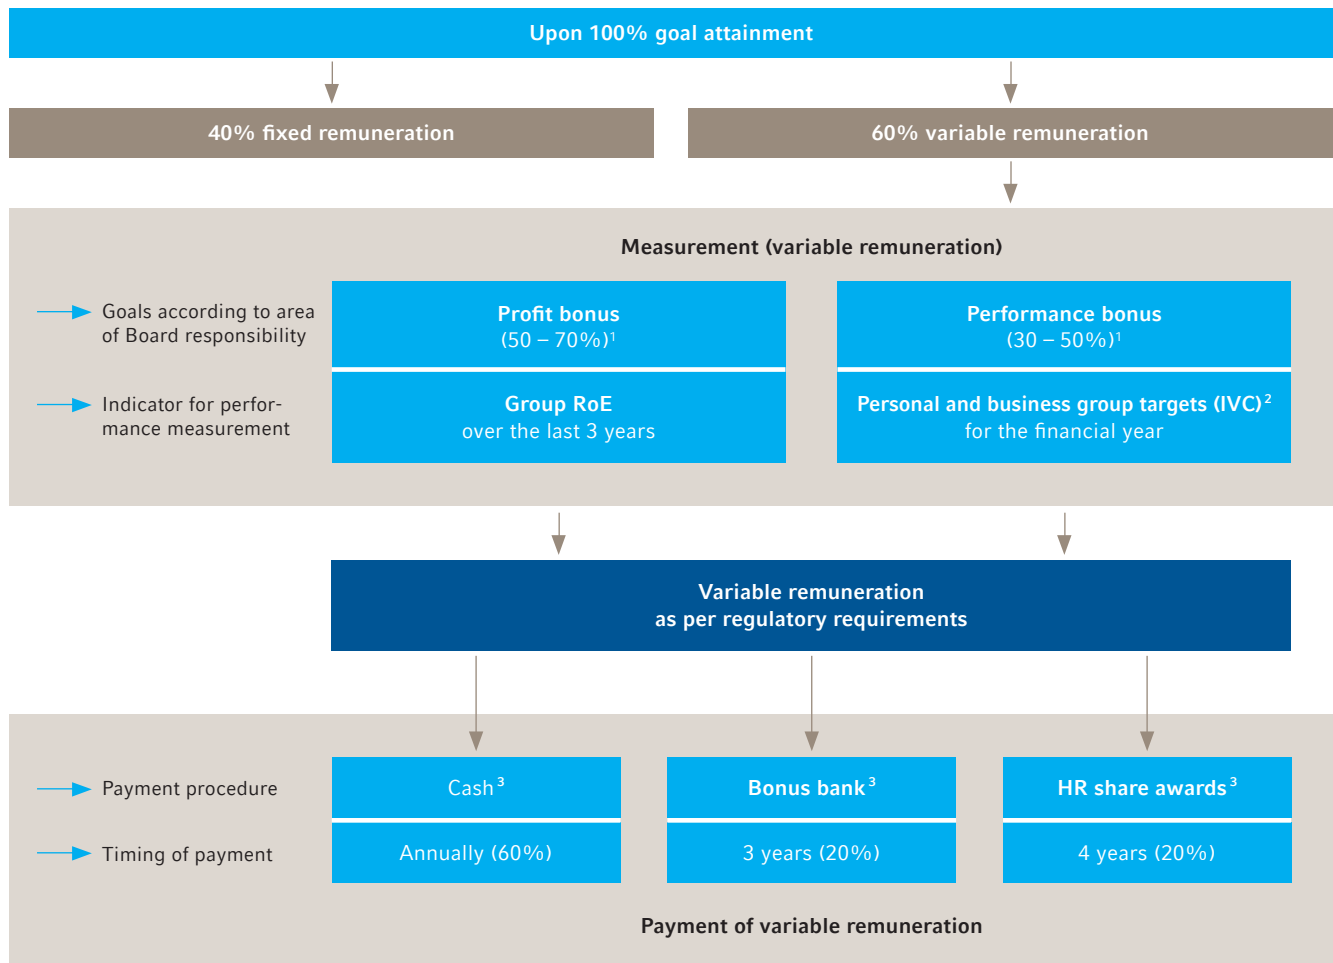 Upon 100% goal attainment
40% fixed remuneration
60% variable remuneration
Measurement (variable remuneration)
Goals according to area
of Board responsibility
Profit bonus
(50 – 70%)¹
Performance bonus
(30 – 50%)¹
Indicator for perfor-
mance measurement
Group RoE
over the last 3 years
Personal and business group targets (IVC)²
for the financial year
Variable remuneration
as per regulatory requirements
Payment procedure
Cash³
Bonus bank³
HR share awards³
Timing of payment
Annually (60%)
3 years (20%)
4 years (20%)
Payment of variable remuneration